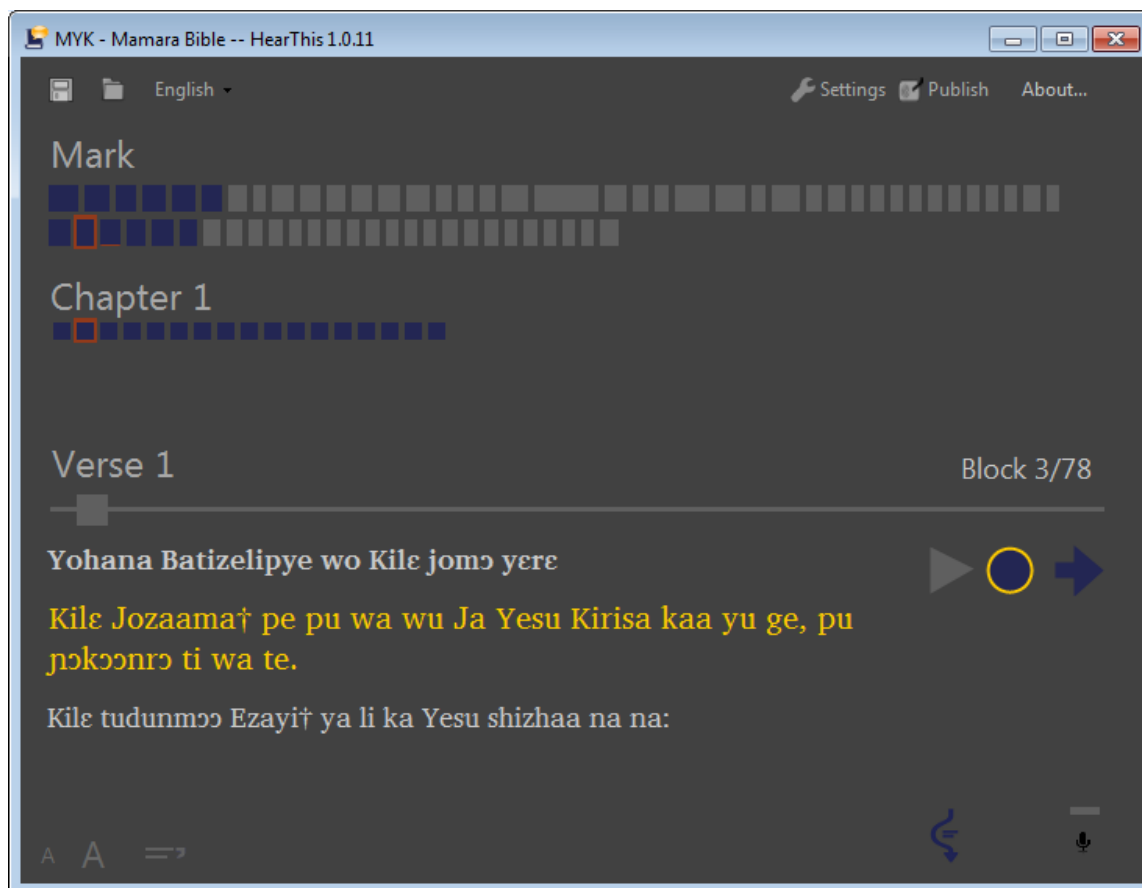 MYK - Mamara Bible -- HearThis 1.0.11
English
Settings
Publish
About...
Mark
Chapter 1
Verse 1
Block 3/78
Yohana Batizelipye wo Kilɛ jomɔ yɛrɛ
Kilɛ Jozaama† pe pu wa wu Ja Yesu Kirisa kaa yu ge, pu
ɲɔkɔɔnrɔ ti wa te.
Kilɛ tudunmɔɔ Ezayi† ya li ka Yesu shizhaa na na:
A A